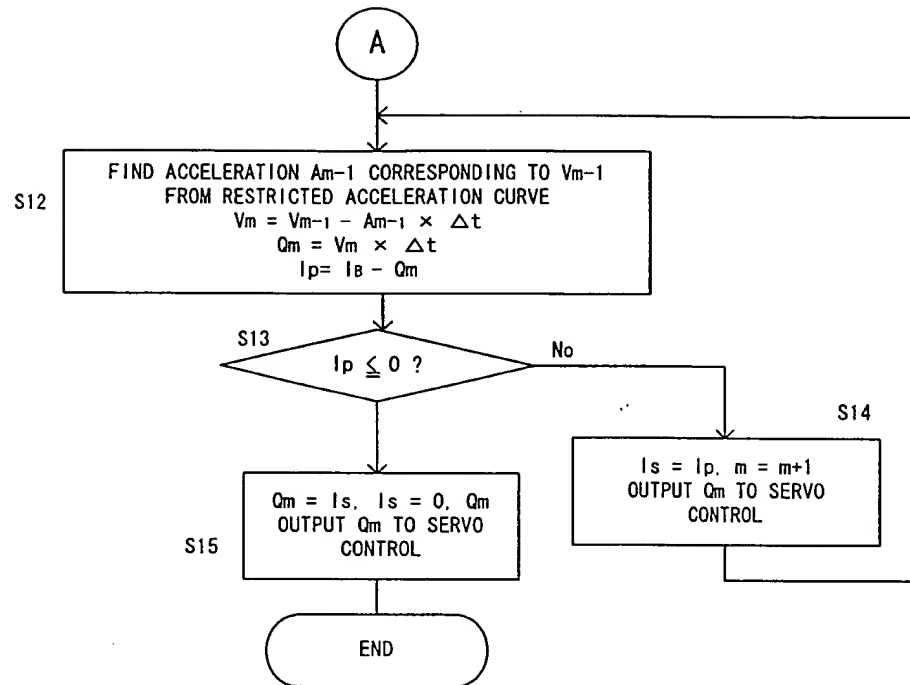 A
S12
FIND ACCELERATION Am-1 CORRESPONDING TO Vm-1
FROM RESTRICTED ACCELERATION CURVE
Vm = Vm-1 - Am-1 × △t
Qm = Vm × △t
Ip= IB - Qm
S13
Ip ≦ 0 ?
No
S14
Is = Ip, m = m+1
OUTPUT Qm TO SERVO
CONTROL
S15
Qm = Is, Is = 0, Qm
OUTPUT Qm TO SERVO
CONTROL
END